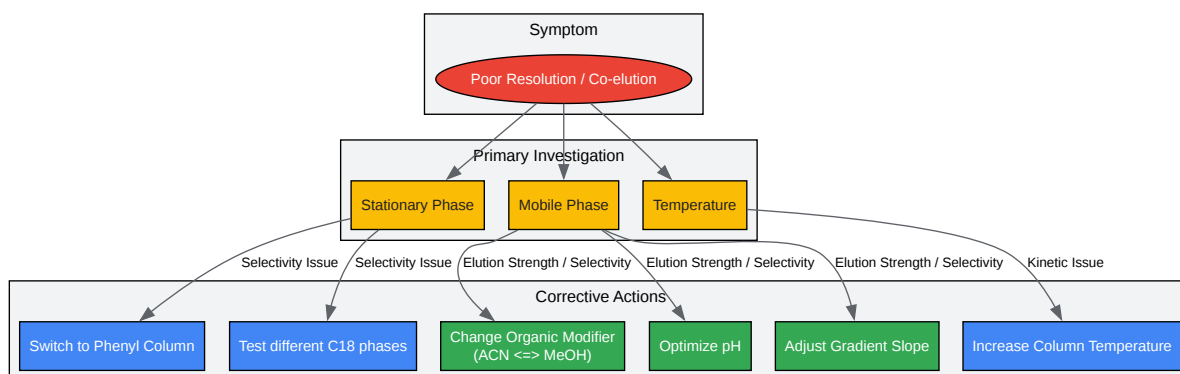 Symptom
Poor Resolution / Co-elution
Primary Investigation
Stationary Phase
Mobile Phase
Temperature
Selectivity Issue
Selectivity Issue
Elution Strength / Selectivity
Elution Strength / Selectivity
Elution Strength / Selectivity
Kinetic Issue
Corrective Actions
Switch to Phenyl Column
Test different C18 phases
Change Organic Modifier
(ACN <=> MeOH)
Optimize pH
Adjust Gradient Slope
Increase Column Temperature